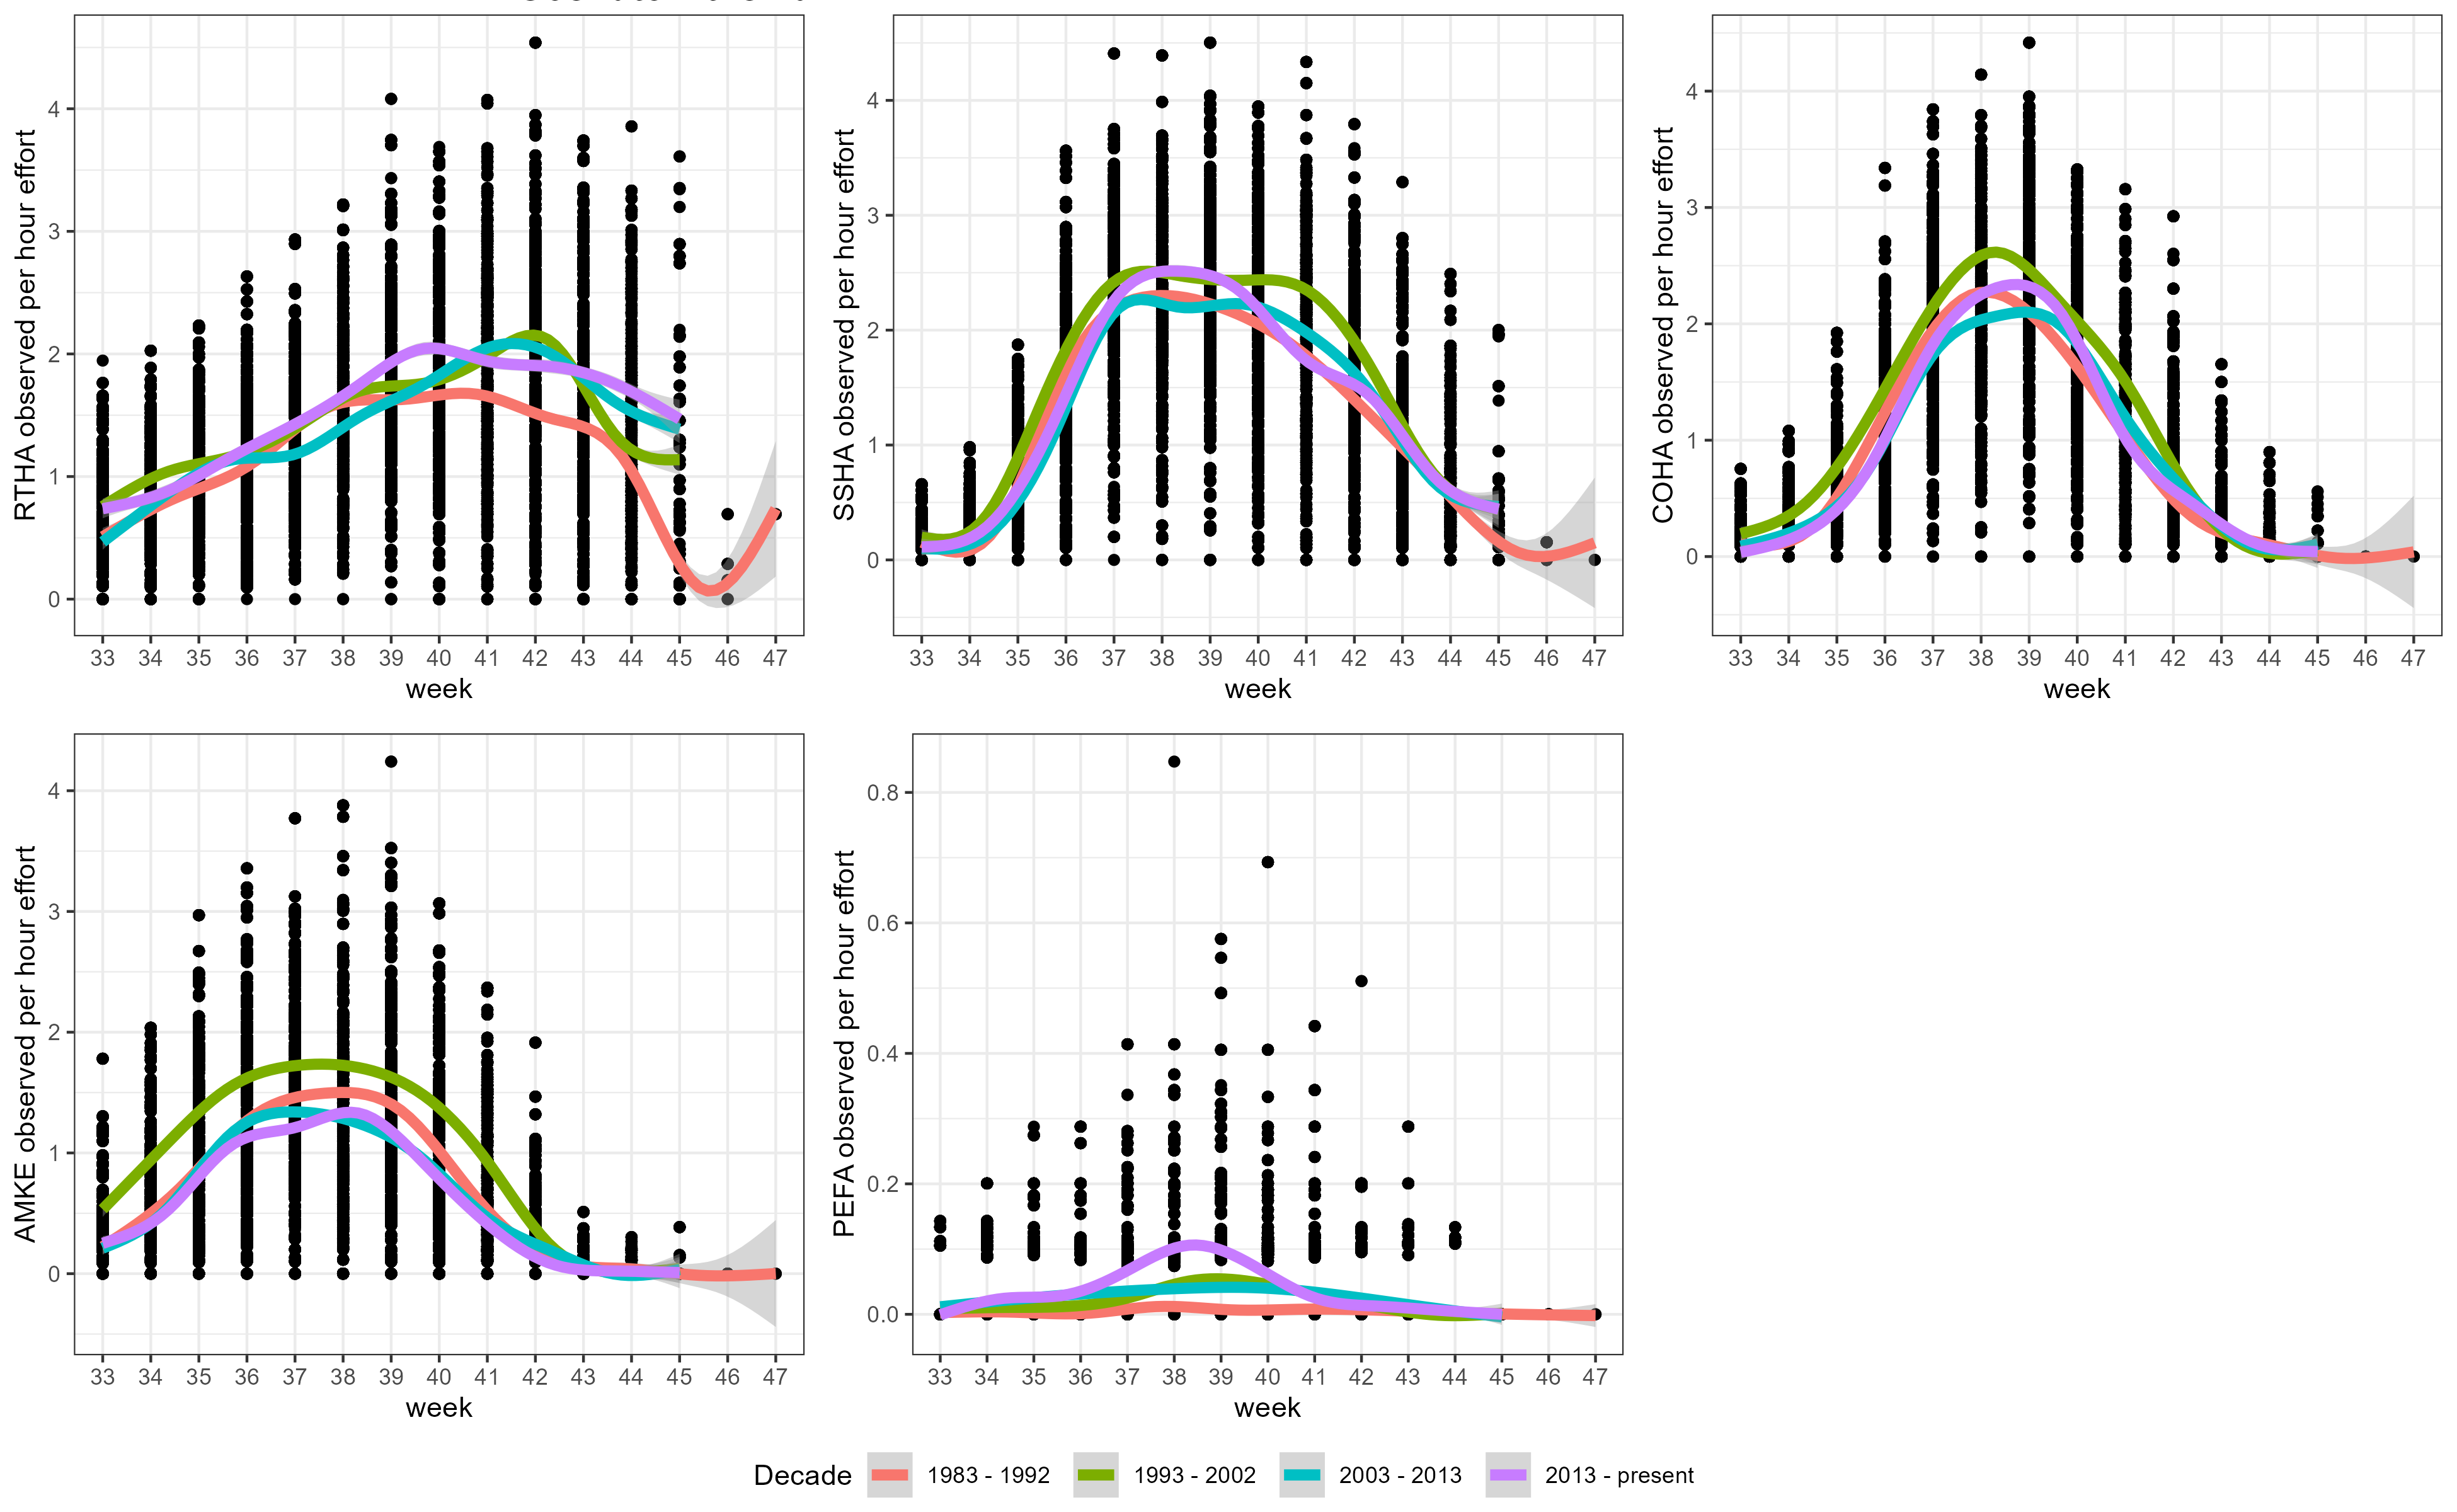 RTHA observed per hour effort
4
3
2
1
0
33 34 35 36 37 38 39 40 41 42 43 44 45 46 47
week
SSHA observed per hour effort
4
3
2
1
0
33 34 35 36 37 38 39 40 41 42 43 44 45 46 47
week
COHA observed per hour effort
4
3
2
1
0
33 34 35 36 37 38 39 40 41 42 43 44 45 46 47
week
AMKE observed per hour effort
4
3
2
1
0
33 34 35 36 37 38 39 40 41 42 43 44 45 46 47
week
PEFA observed per hour effort
0.8
0.6
0.4
0.2
0.0
33 34 35 36 37 38 39 40 41 42 43 44 45 46 47
week
Decade 1983 - 1992 1993 - 2002 2003 - 2013 2013 - present